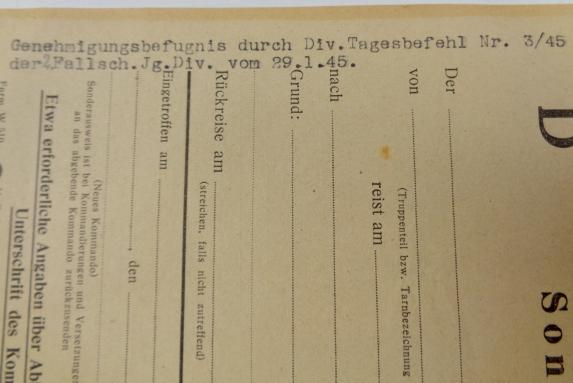 Genehmigungsbefugnis durch Div.Tagesbefehl Nr. 3/45
der 2.Fallsch.Jg.Div. vom 29.1.45.
D
Son
Der
von
(Truppenteil bzw. Tarnbezeichnung
reist am
nach
Grund:
Rückreise am
(streichen, falls nicht zutreffend)
Eingetroffen am
, den
(Neues Kommando)
Sonderausweis ist bei Kommandierungen und Versetzungen
an das abgebende Kommando zurückzusenden
Etwa erforderliche Angaben über Ab
Unterschrift des Kom
Form W 510